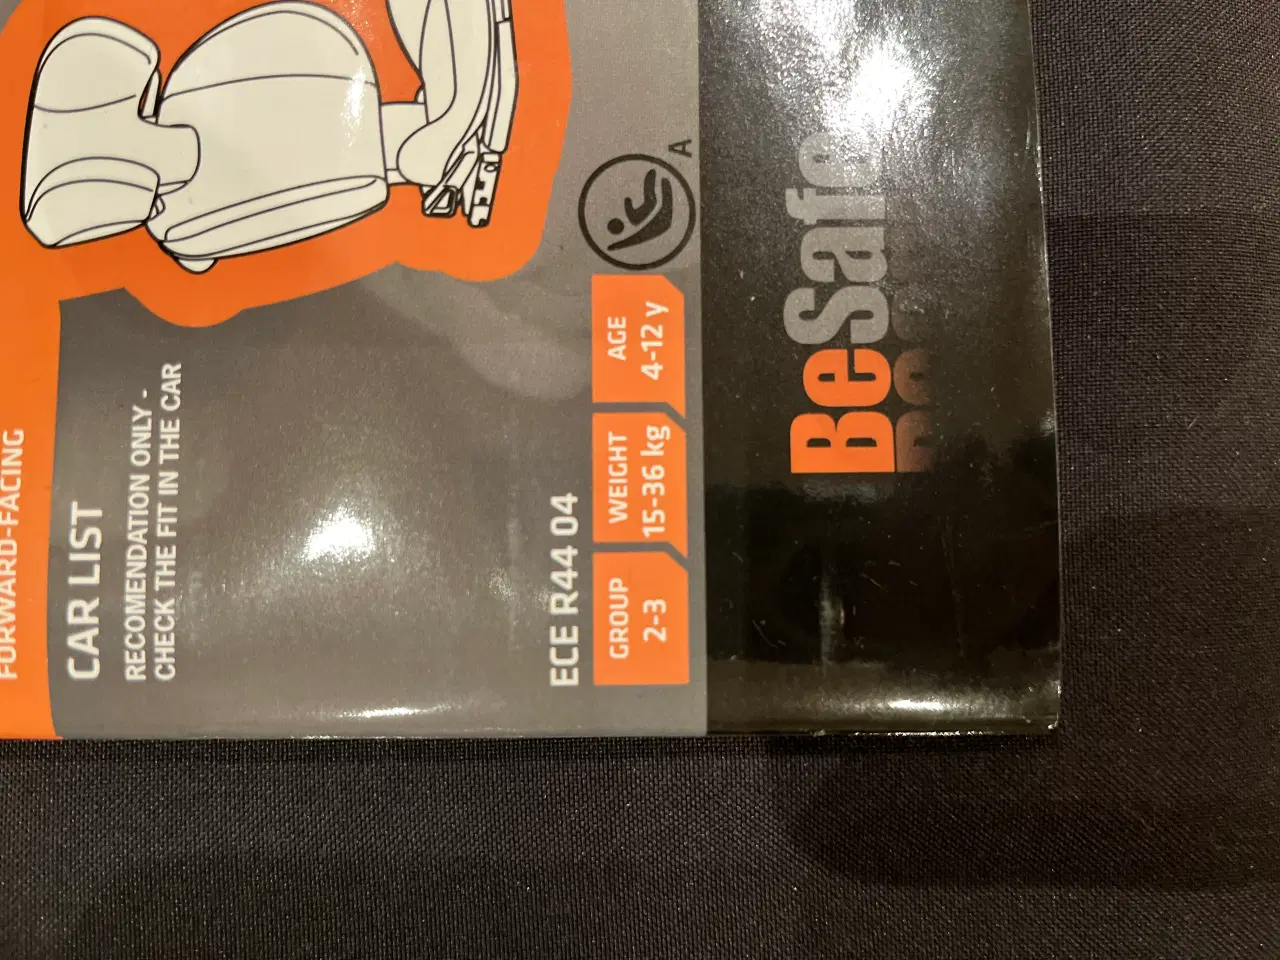 FORWARD-FACING
CAR LIST
RECOMENDATION ONLY -
CHECK THE FIT IN THE CAR
ECE R44 04
GROUP
2-3
WEIGHT
15-36 kg
AGE
4-12 y
A
BeSafe